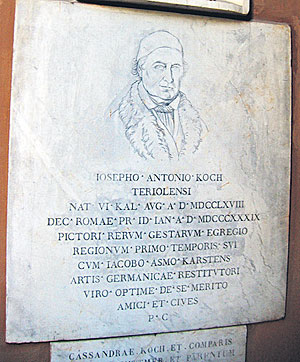 IOSEPHO · ANTONIO · KOCH
TERIOLENSI
NAT · VI · KAL · AVG · A · D · MDCCLXVIII
DEC · ROMAE · PR · ID · IAN · A · D · MDCCCXXXIX
PICTORI · RERVM · GESTARVM · EGREGIO
REGIONVM · PRIMO · TEMPORIS · SVI
CVM · IACOBO · ASMO · KARSTENS
ARTIS · GERMANICAE · RESTITVTORI
VIRO · OPTIME · DE · SE · MERITO
AMICI · ET · CIVES
P · C
CASSANDRAE · KOCH · ET · COMPARIS
PARENTUM